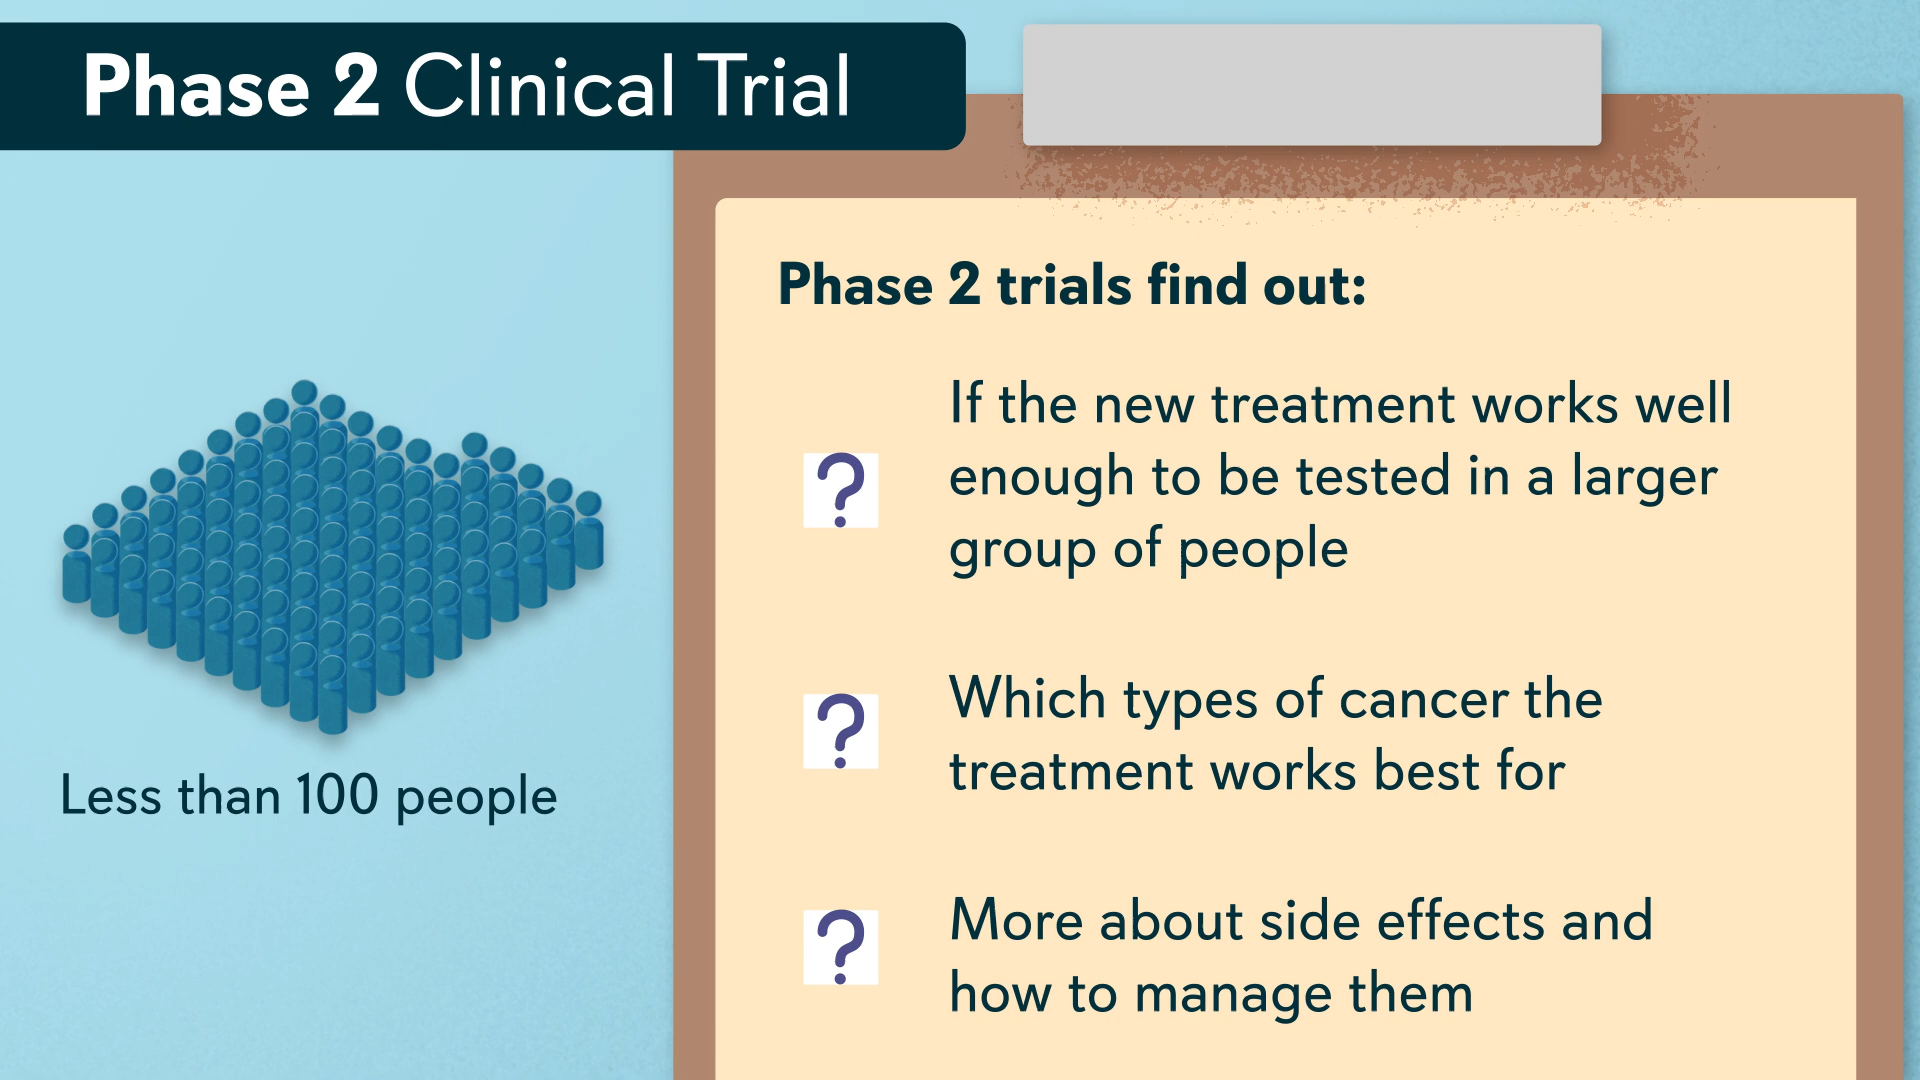 Phase 2 Clinical Trial
Phase 2 trials find out:
?
If the new treatment works well
enough to be tested in a larger
group of people
?
Which types of cancer the
treatment works best for
?
More about side effects and
how to manage them
Less than 100 people